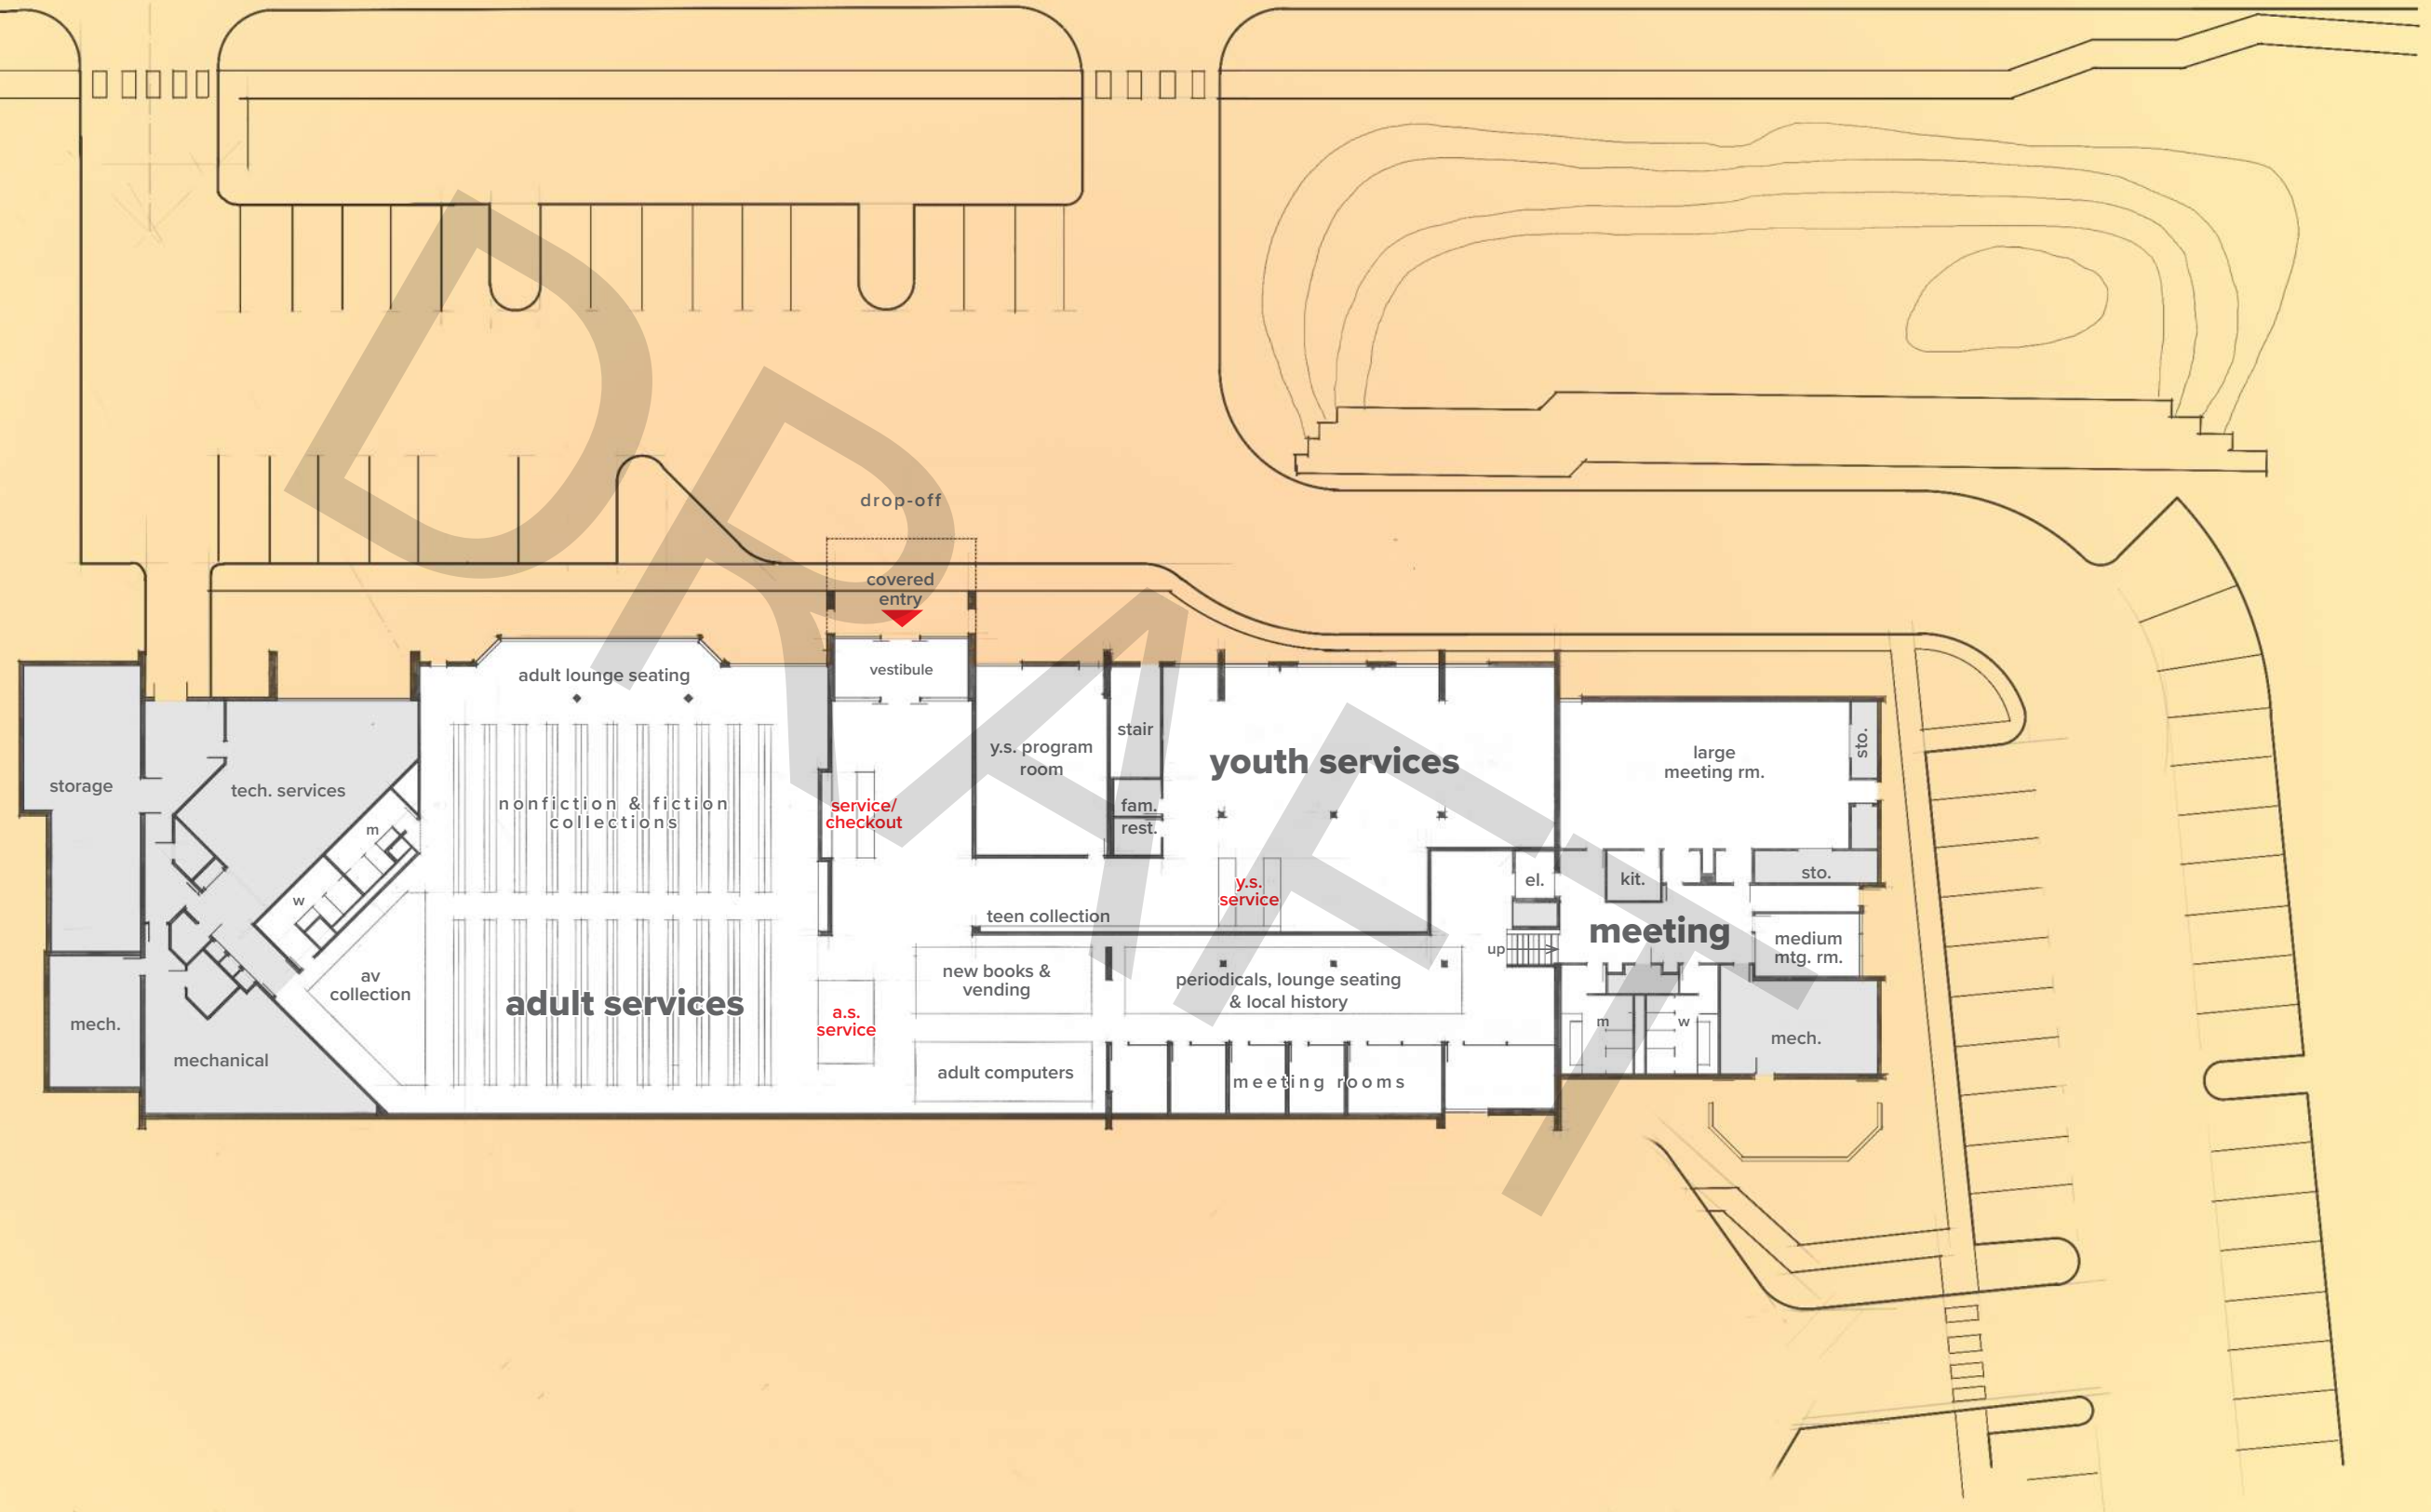 DRAFT
drop-off
covered
entry
vestibule
adult lounge seating
storage
tech. services
m
w
nonfiction & fiction
collections
service/
checkout
y.s. program
room
stair
fam.
rest.
youth services
large
meeting rm.
sto.
sto.
el.
kit.
y.s.
service
teen collection
up
meeting
medium
mtg. rm.
av
collection
adult services
a.s.
service
new books &
vending
periodicals, lounge seating
& local history
mech.
mechanical
adult computers
meeting rooms
m
w
mech.